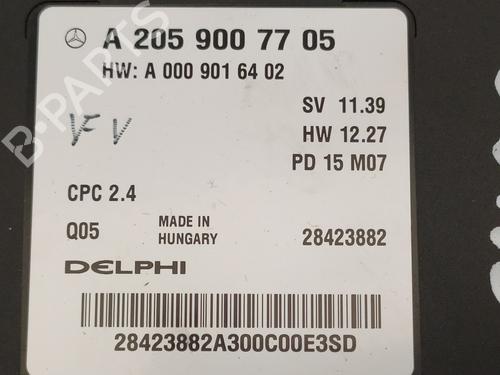 A 205 900 77 05
HW: A 000 901 64 02
SV 11.39
HW 12.27
PD 15 M07
CPC 2.4
Q05
MADE IN
HUNGARY
28423882
DELPHI
28423882A300C00E3SD
B-PARTS